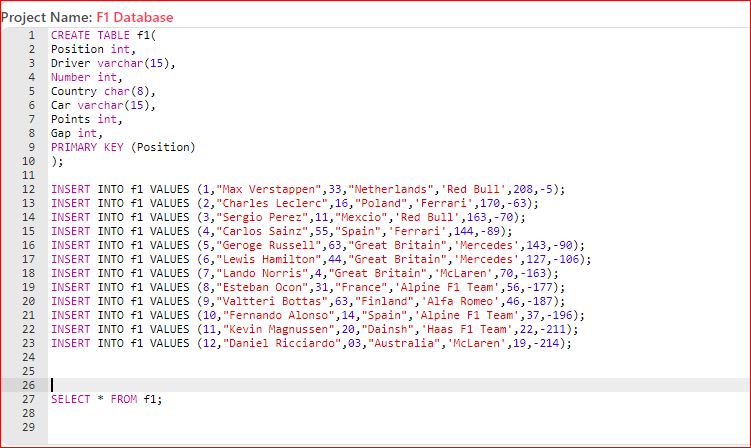 Project Name: F1 Database
1 CREATE TABLE f1(
2 Position int,
3 Driver varchar(15),
4 Number int,
5 Country char(8),
6 Car varchar(15),
7 Points int,
8 Gap int,
9 PRIMARY KEY (Position)
10 );
11
12 INSERT INTO f1 VALUES (1,"Max Verstappen",33,"Netherlands",'Red Bull',208,-5);
13 INSERT INTO f1 VALUES (2,"Charles Leclerc",16,"Poland",'Ferrari',170,-63);
14 INSERT INTO f1 VALUES (3,"Sergio Perez",11,"Mexcio",'Red Bull',163,-70);
15 INSERT INTO f1 VALUES (4,"Carlos Sainz",55,"Spain",'Ferrari',144,-89);
16 INSERT INTO f1 VALUES (5,"Geroge Russell",63,"Great Britain",'Mercedes',143,-90);
17 INSERT INTO f1 VALUES (6,"Lewis Hamilton",44,"Great Britain",'Mercedes',127,-106);
18 INSERT INTO f1 VALUES (7,"Lando Norris",4,"Great Britain",'McLaren',70,-163);
19 INSERT INTO f1 VALUES (8,"Esteban Ocon",31,"France",'Alpine F1 Team',56,-177);
20 INSERT INTO f1 VALUES (9,"Valtteri Bottas",63,"Finland",'Alfa Romeo',46,-187);
21 INSERT INTO f1 VALUES (10,"Fernando Alonso",14,"Spain",'Alpine F1 Team',37,-196);
22 INSERT INTO f1 VALUES (11,"Kevin Magnussen",20,"Dainsh",'Haas F1 Team',22,-211);
23 INSERT INTO f1 VALUES (12,"Daniel Ricciardo",03,"Australia",'McLaren',19,-214);
24
25
26
27 SELECT * FROM f1;
28
29